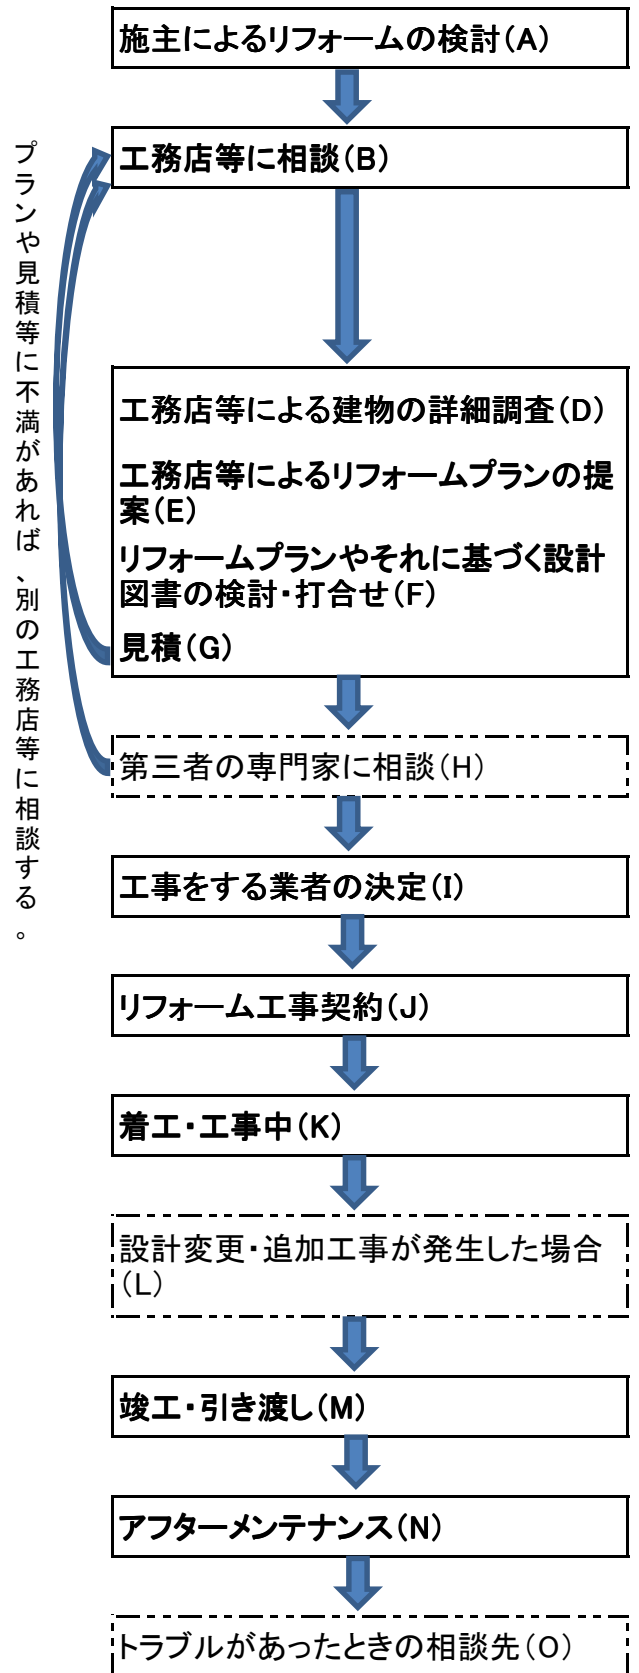 施主によるリフォームの検討(A)
工務店等に相談(B)
プランや見積等に不満があれば、別の工務店等に相談する。
工務店等による建物の詳細調査(D)
工務店等によるリフォームプランの提
案(E)
リフォームプランやそれに基づく設計
図書の検討・打合せ(F)
見積(G)
第三者の専門家に相談(H)
工事をする業者の決定(I)
リフォーム工事契約(J)
着工・工事中(K)
設計変更・追加工事が発生した場合
(L)
竣工・引き渡し(M)
アフターメンテナンス(N)
トラブルがあったときの相談先(O)